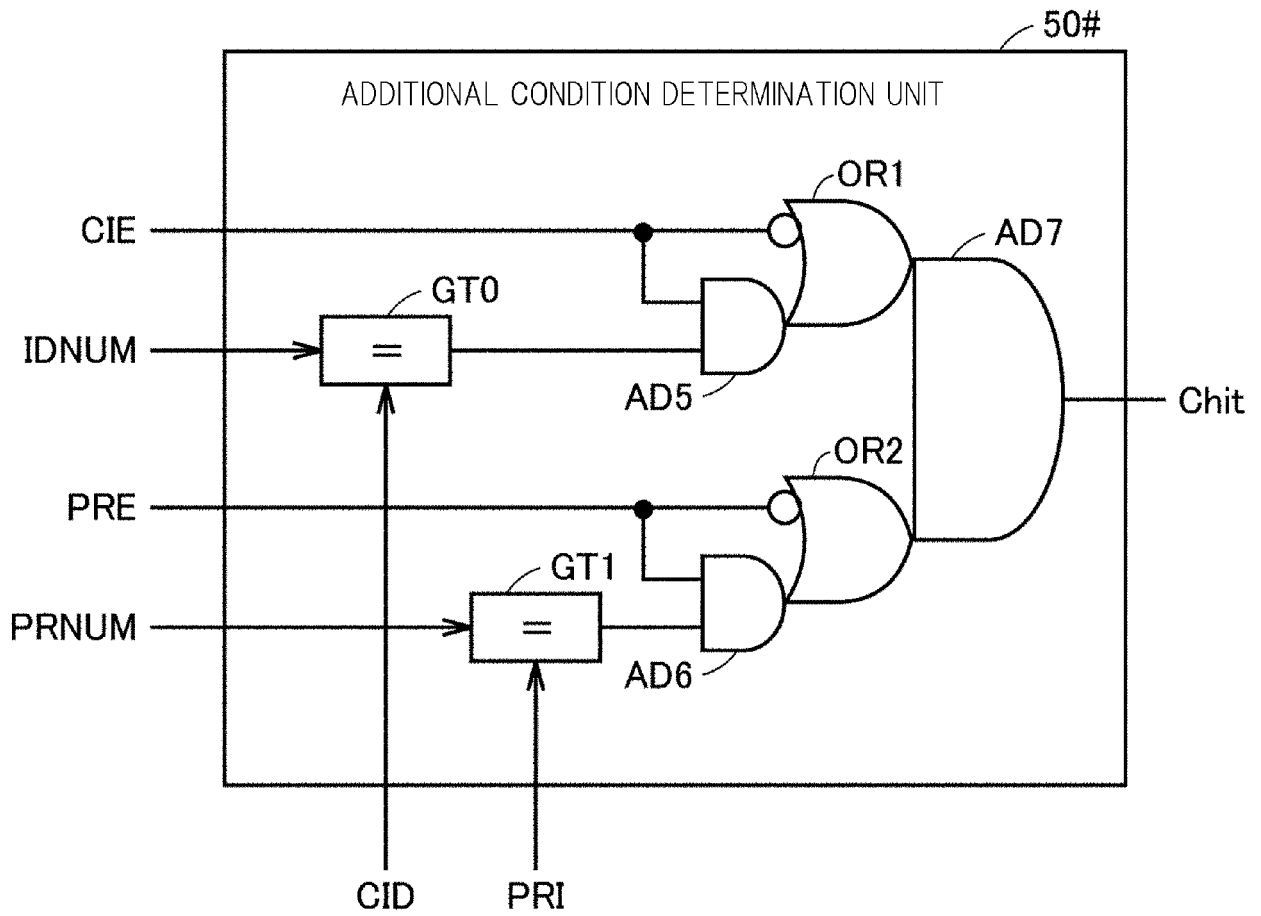 50#
ADDITIONAL CONDITION DETERMINATION UNIT
OR1
CIE
AD7
GT0
IDNUM
=
AD5
Chit
OR2
PRE
GT1
PRNUM
=
AD6
CID
PRI